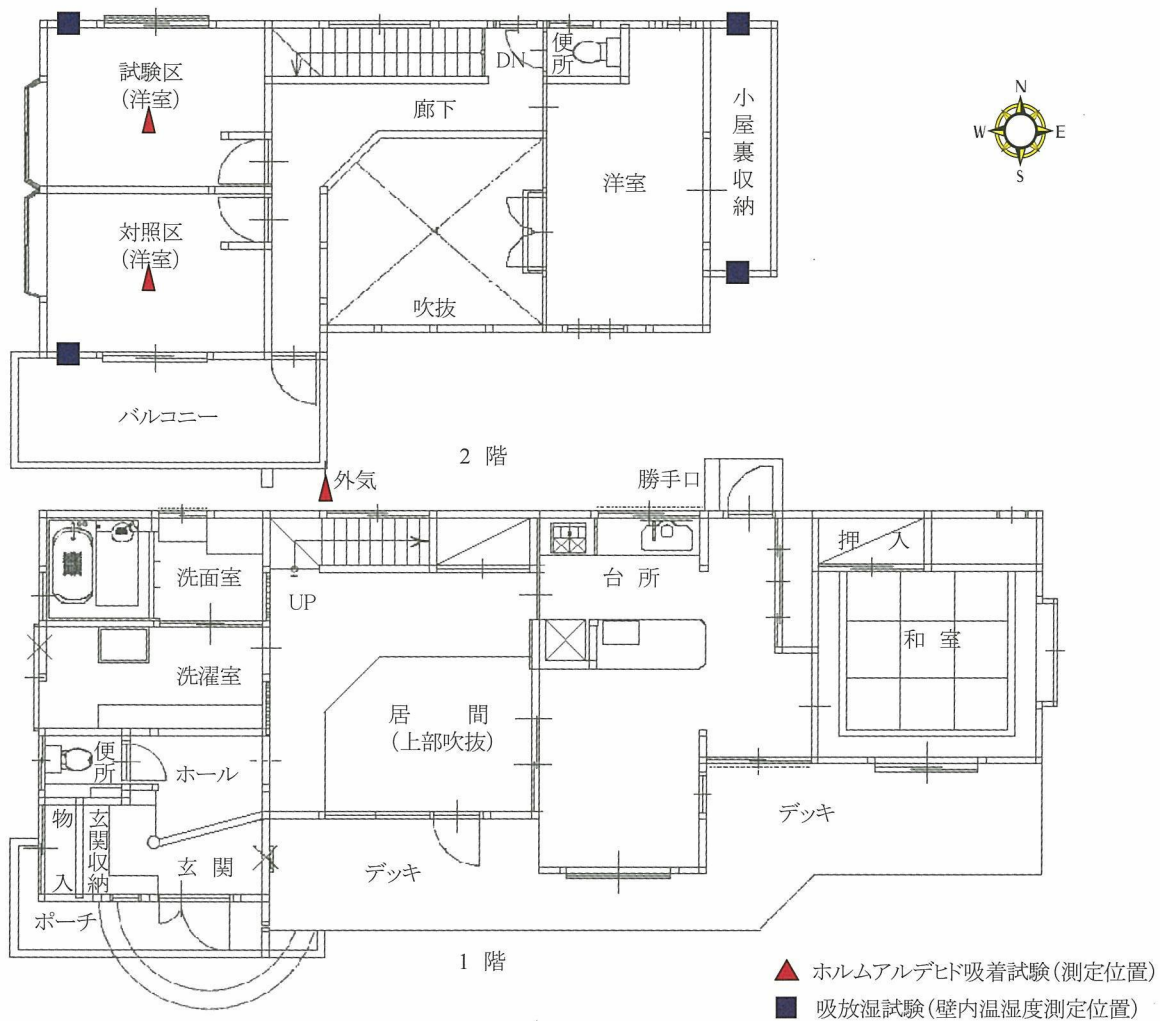 試験区
(洋室)
DN
便所
廊下
小屋裏収納
N
W
E
S
洋室
対照区
(洋室)
吹抜
バルコニー
2 階
外気
勝手口
押 入
洗面室
UP
台 所
和 室
洗濯室
居 間
(上部吹抜)
便所
ホール
物 入
玄関収納
玄 関
デッキ
デッキ
ポーチ
1 階
ホルムアルデヒド吸着試験(測定位置)
吸放湿試験(壁内温湿度測定位置)